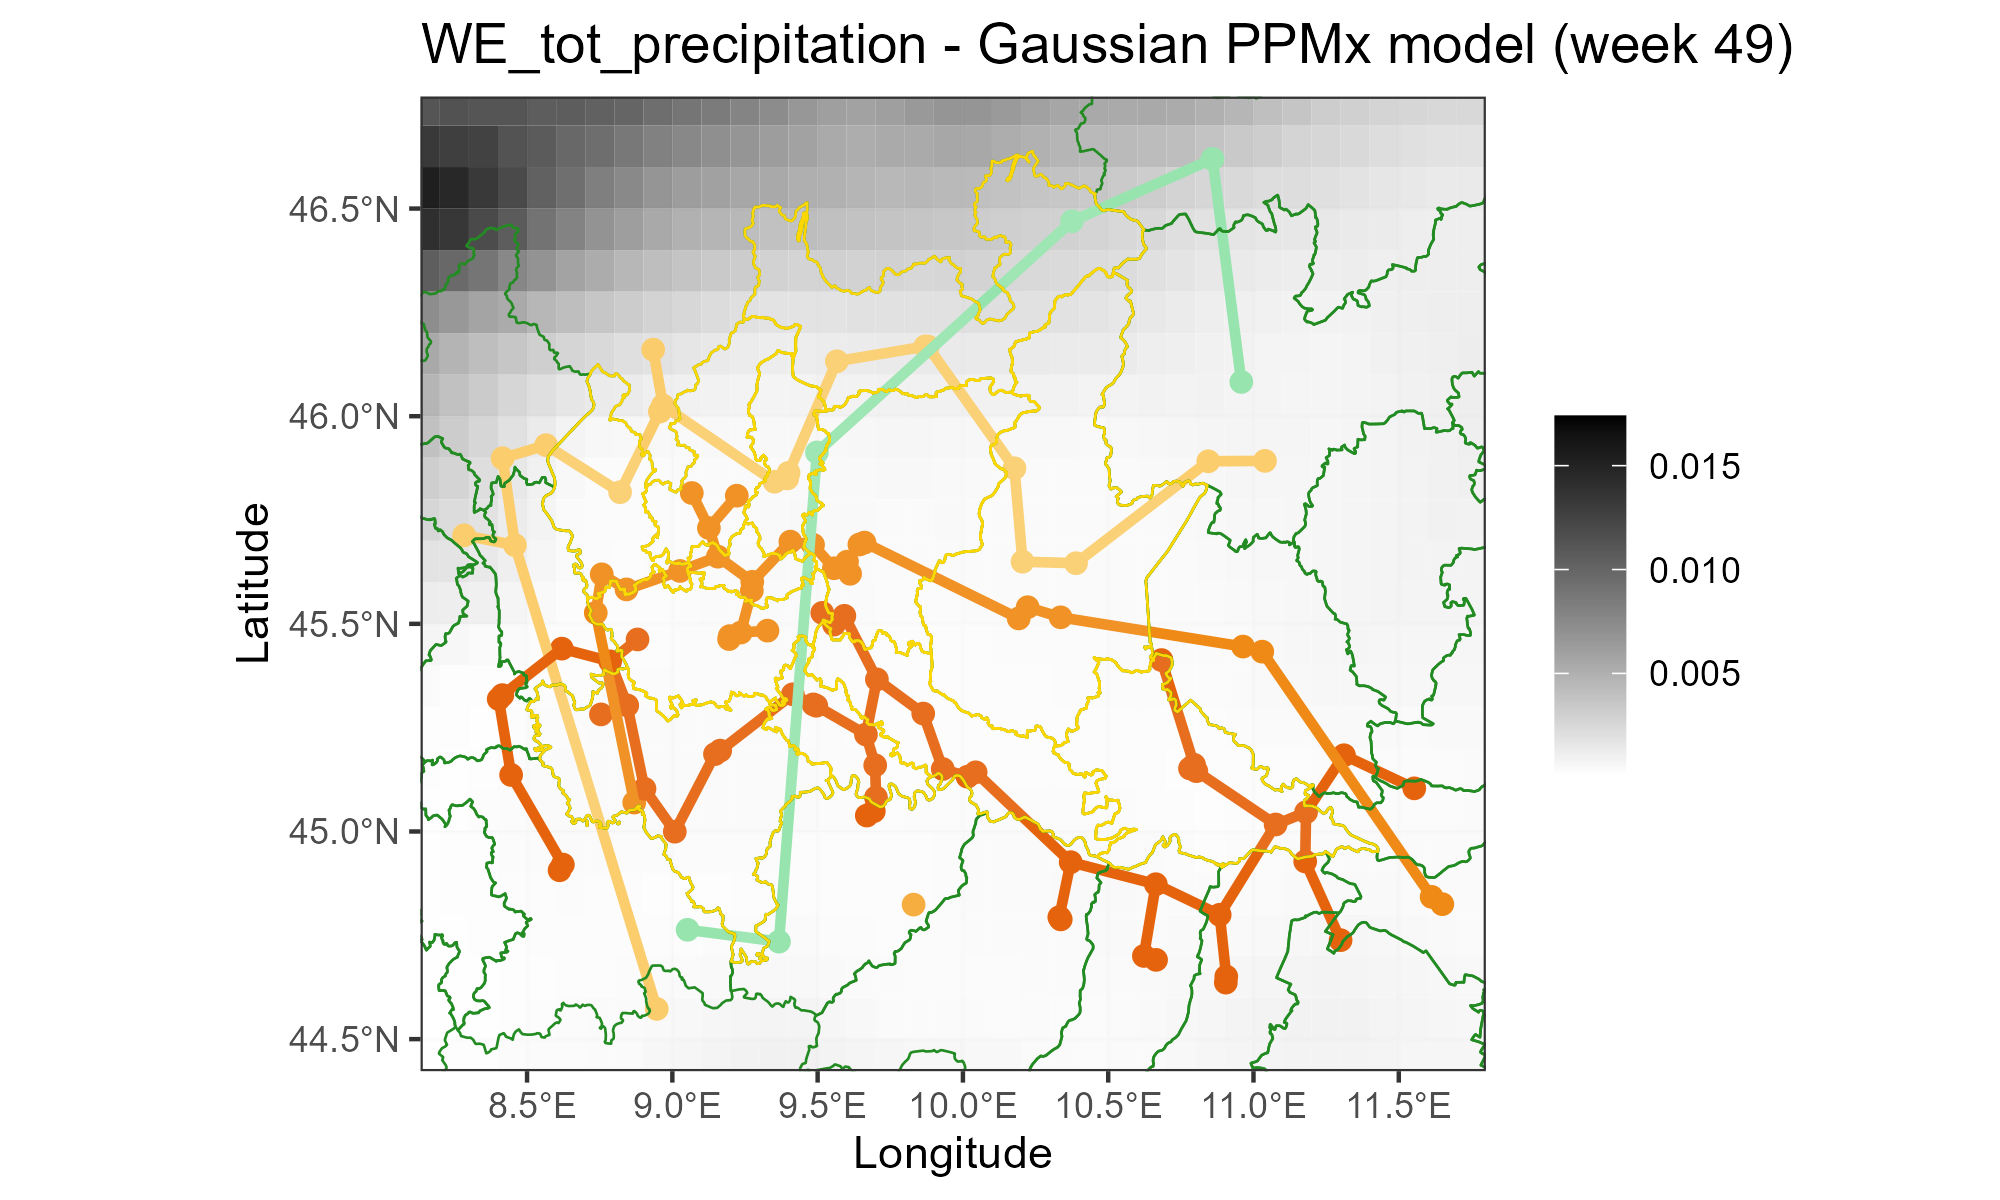 WE_tot_precipitation - Gaussian PPMx model (week 49)
46.5°N
46.0°N
45.5°N
45.0°N
44.5°N
Latitude
8.5°E
9.0°E
9.5°E
10.0°E
10.5°E
11.0°E
11.5°E
Longitude
0.015
0.010
0.005